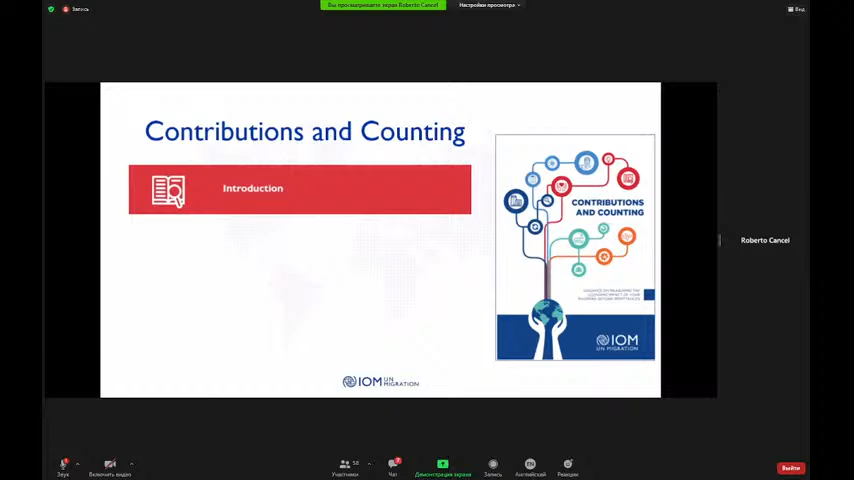 Запись
Вы просматриваете экран Roberto Cancel
Настройки просмотра
Вид
Contributions and Counting
Introduction
CONTRIBUTIONS
AND COUNTING
IOM
UN MIGRATION
IOM UN
MIGRATION
Roberto Cancel
Звук
Включить видео
58
Участники
Чат
Демонстрация экрана
Запись
EN
Английский
Реакции
Выйти